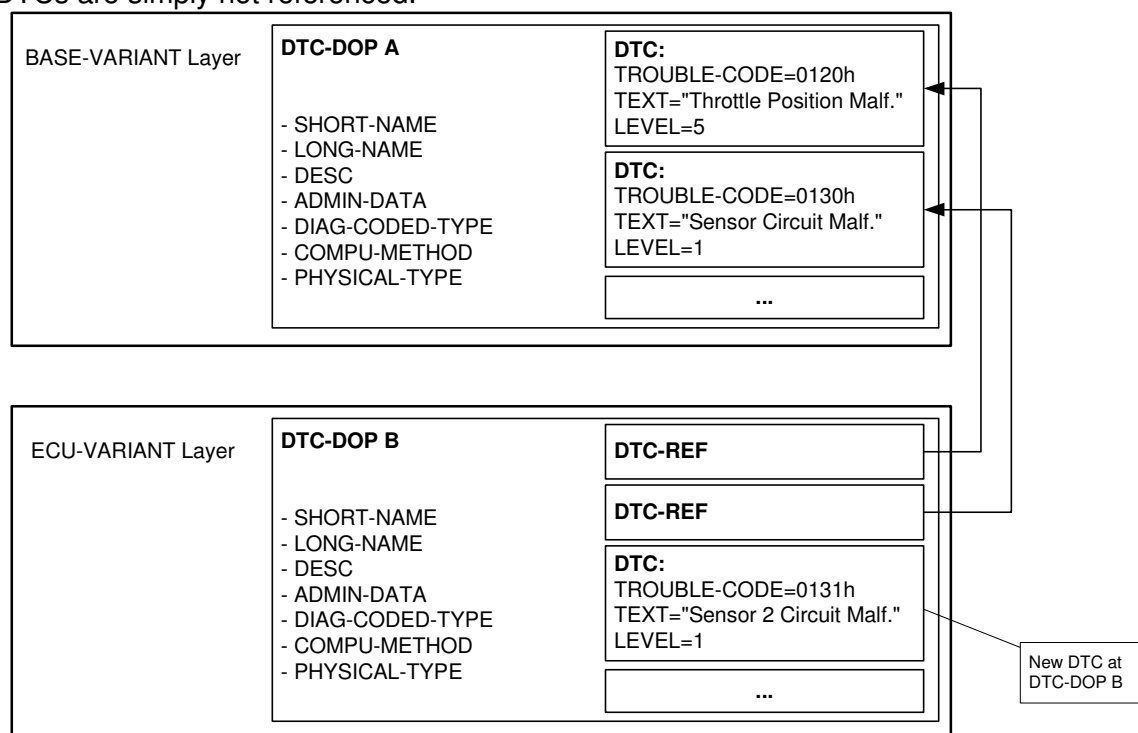 DTCs are simply not referenced.
BASE-VARIANT Layer
DTC-DOP A
- SHORT-NAME
- LONG-NAME
- DESC
- ADMIN-DATA
- DIAG-CODED-TYPE
- COMPU-METHOD
- PHYSICAL-TYPE
DTC:
TROUBLE-CODE=0120h
TEXT="Throttle Position Malf."
LEVEL=5
DTC:
TROUBLE-CODE=0130h
TEXT="Sensor Circuit Malf."
LEVEL=1
...
ECU-VARIANT Layer
DTC-DOP B
- SHORT-NAME
- LONG-NAME
- DESC
- ADMIN-DATA
- DIAG-CODED-TYPE
- COMPU-METHOD
- PHYSICAL-TYPE
DTC-REF
DTC-REF
DTC:
TROUBLE-CODE=0131h
TEXT="Sensor 2 Circuit Malf."
LEVEL=1
...
New DTC at
DTC-DOP B